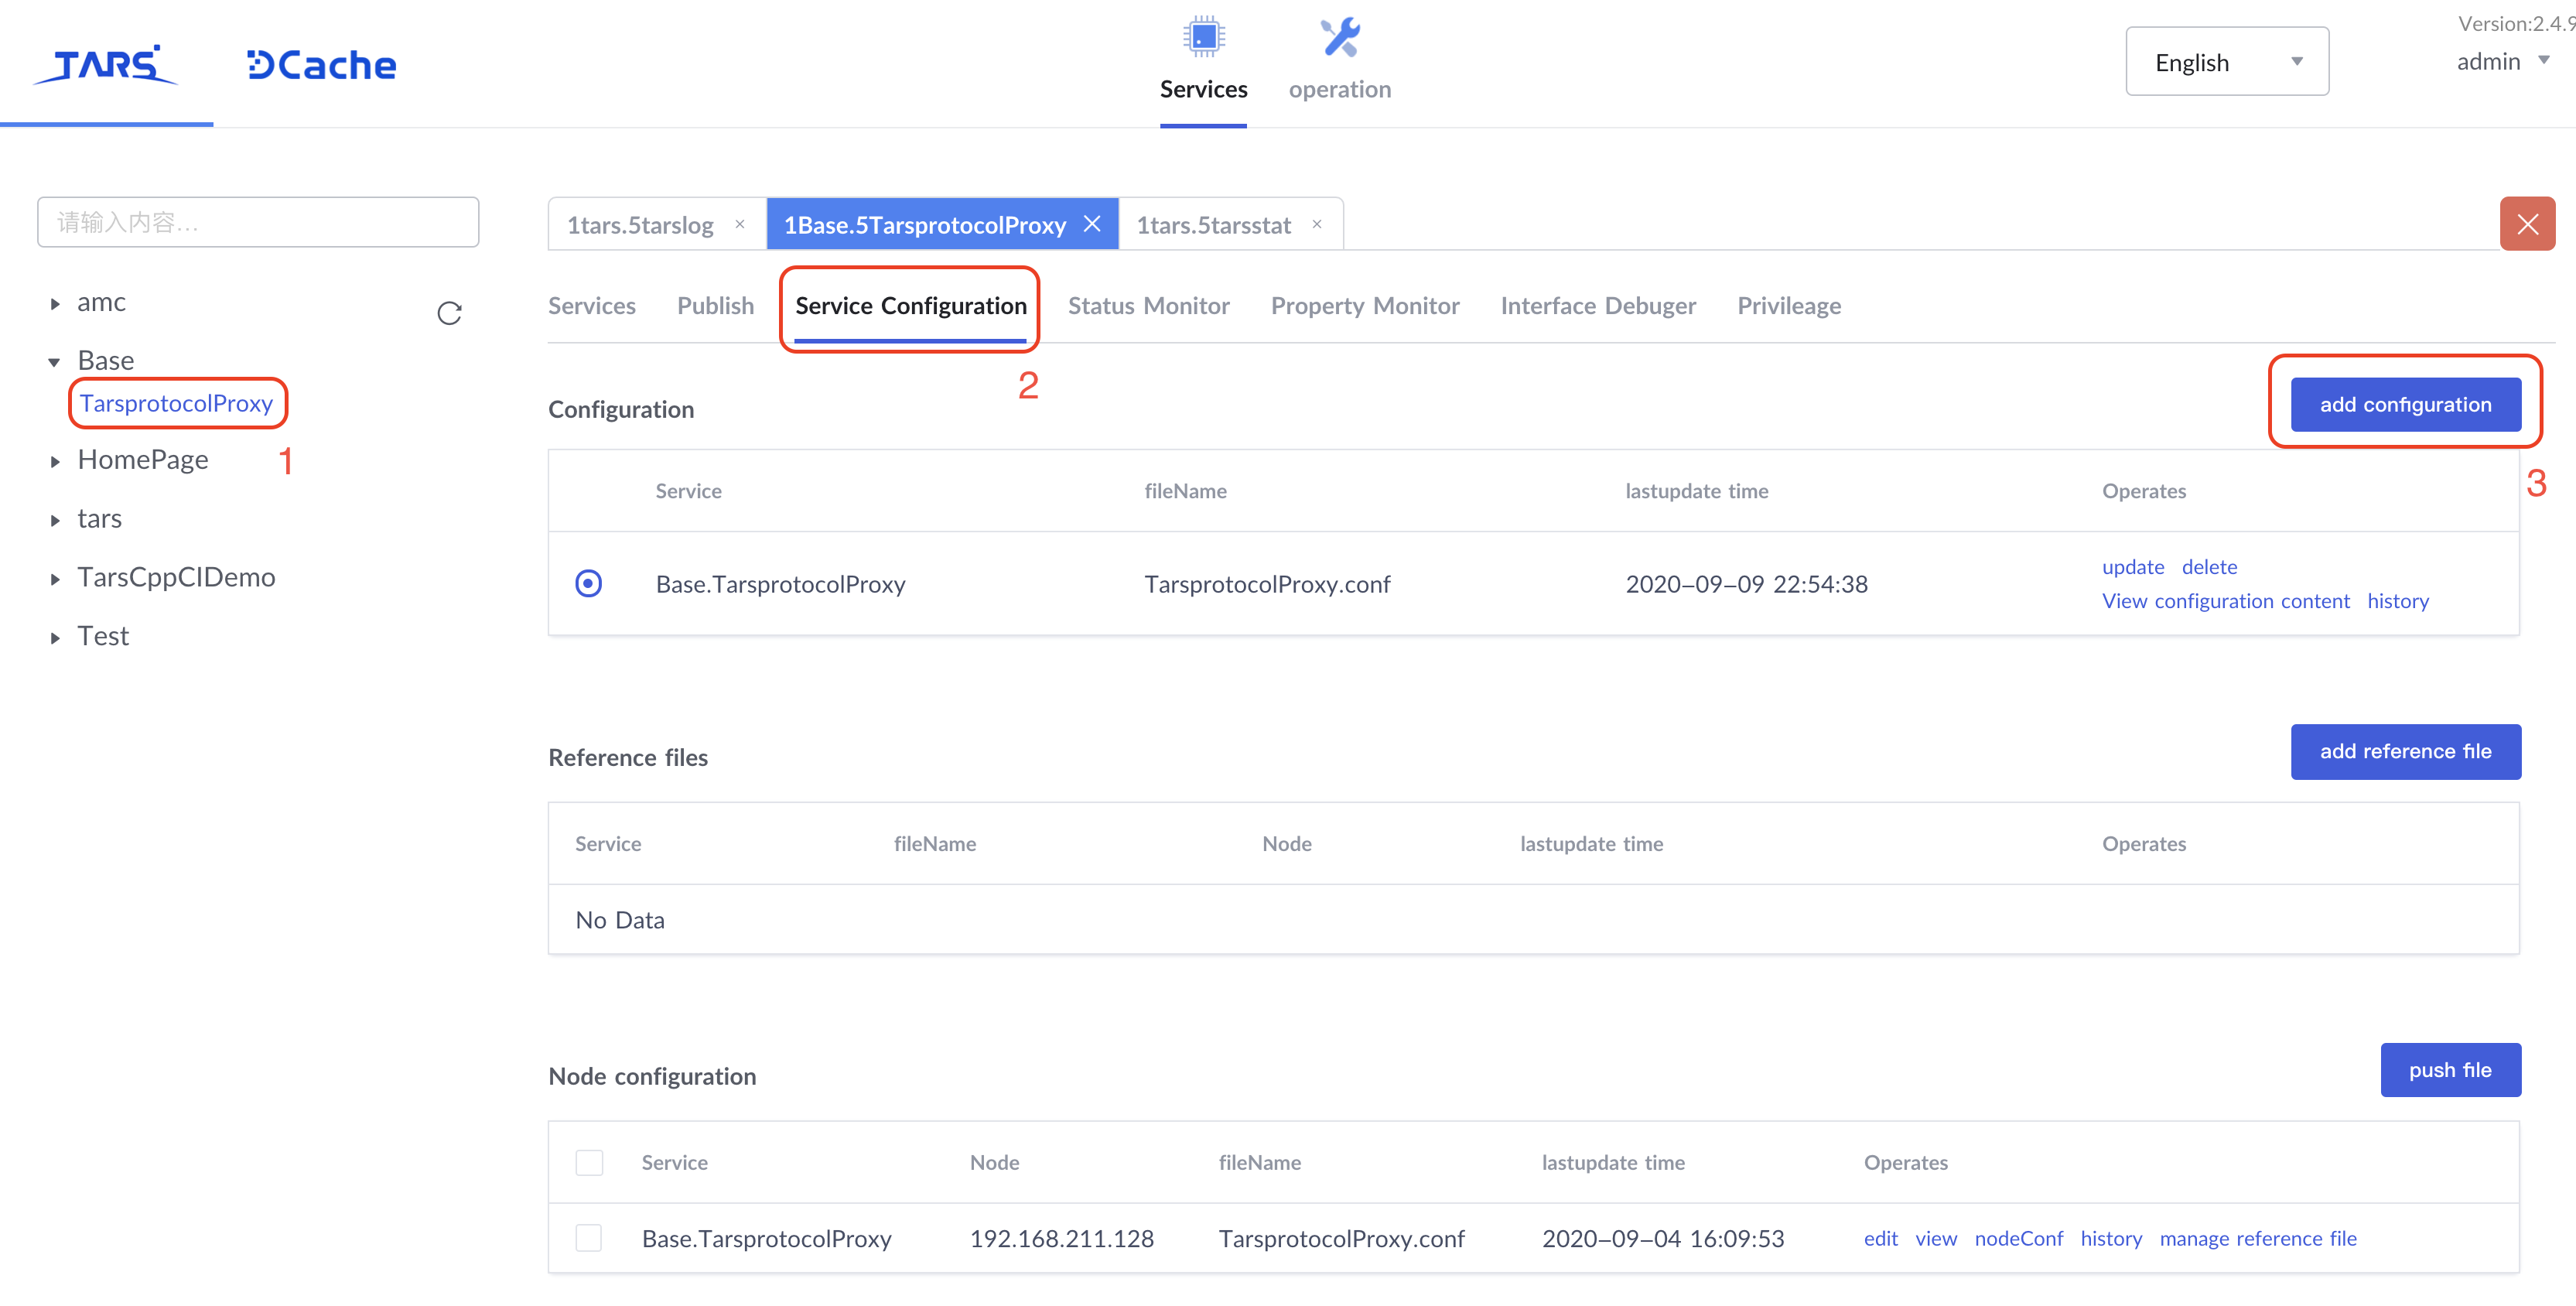 TARS
DCache
Services
operation
English
Version:2.4.9
admin
请输入内容...
1tars.5tarslog ×
1Base.5TarsprotocolProxy ×
1tars.5tarsstat ×
amc
Base
TarsprotocolProxy
1
HomePage
tars
TarsCppCIDemo
Test
Services Publish Service Configuration Status Monitor Property Monitor Interface Debuger Privileage
2
Configuration
add configuration
3
Service fileName lastupdate time Operates
Base.TarsprotocolProxy TarsprotocolProxy.conf 2020-09-09 22:54:38 update delete
View configuration content history
Reference files
add reference file
Service fileName Node lastupdate time Operates
No Data
Node configuration
push file
Service Node fileName lastupdate time Operates
Base.TarsprotocolProxy 192.168.211.128 TarsprotocolProxy.conf 2020-09-04 16:09:53 edit view nodeConf history manage reference file